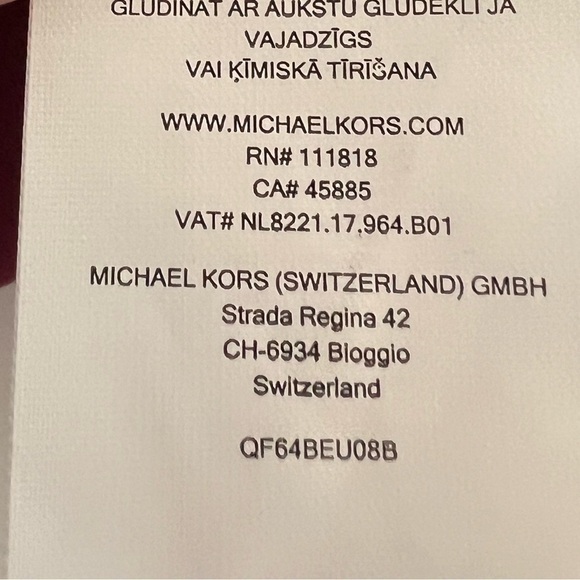 GLUDINĀT AR AUKSTU GLUDEKLI JA
VAJADZĪGS
VAI ĶĪMISKĀ TĪRĪŠANA
WWW.MICHAELKORS.COM
RN# 111818
CA# 45885
VAT# NL8221.17.964.B01
MICHAEL KORS (SWITZERLAND) GMBH
Strada Regina 42
CH-6934 Bioggio
Switzerland
QF64BEU08B